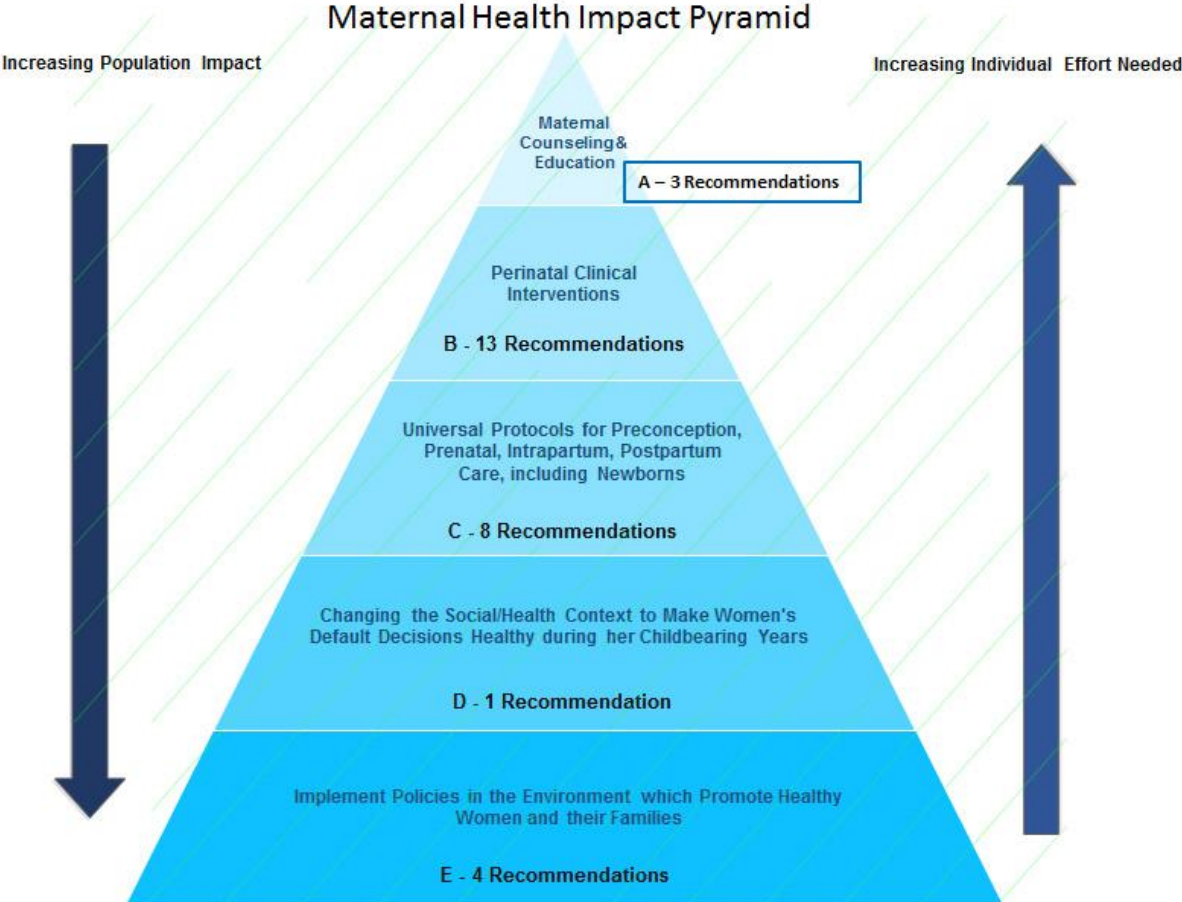 Maternal Health Impact Pyramid
Increasing Population Impact
Increasing Individual Effort Needed
Maternal
Counseling &
Education
A – 3 Recommendations
Perinatal Clinical
Interventions
B - 13 Recommendations
Universal Protocols for Preconception,
Prenatal, Intrapartum, Postpartum
Care, including Newborns
C - 8 Recommendations
Changing the Social/Health Context to Make Women's
Default Decisions Healthy during her Childbearing Years
D - 1 Recommendation
Implement Policies in the Environment which Promote Healthy
Women and their Families
E - 4 Recommendations